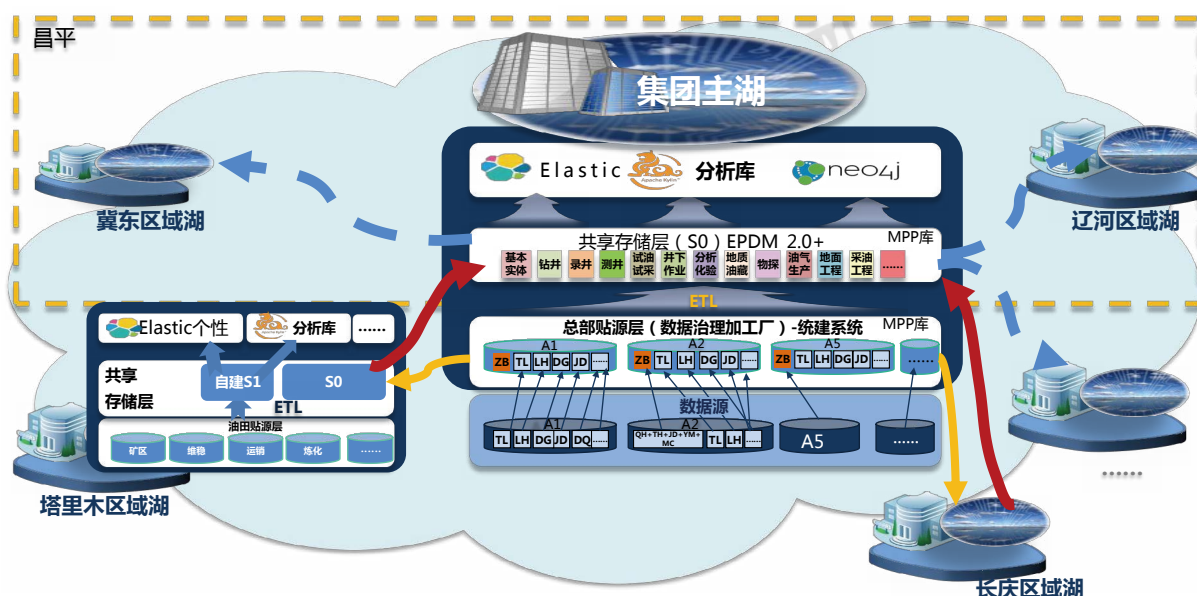 昌平
集团主湖
Elastic
Apache Kylin
分析库
neo4j
冀东区域湖
辽河区域湖
共享存储层（S0）EPDM 2.0+
MPP库
基本
实体
钻井
录井
测井
试油
试采
井下
作业
分析
化验
地质
油藏
物探
油气
生产
地面
工程
采油
工程
......
ETL
总部贴源层（数据治理加工厂）-统建系统
MPP库
A1
ZB TL LH DG JD ......
A2
ZB TL LH DG JD ......
A5
ZB TL LH DG JD ......
......
数据源
A1
TL LH DG JD DQ ......
A2
QH+TH+JD+YM+
MC
TL LH ......
A5
......
Elastic个性
分析库
......
共享
存储层
自建S1
S0
ETL
油田贴源层
矿区
维稳
运销
炼化
......
塔里木区域湖
......
长庆区域湖